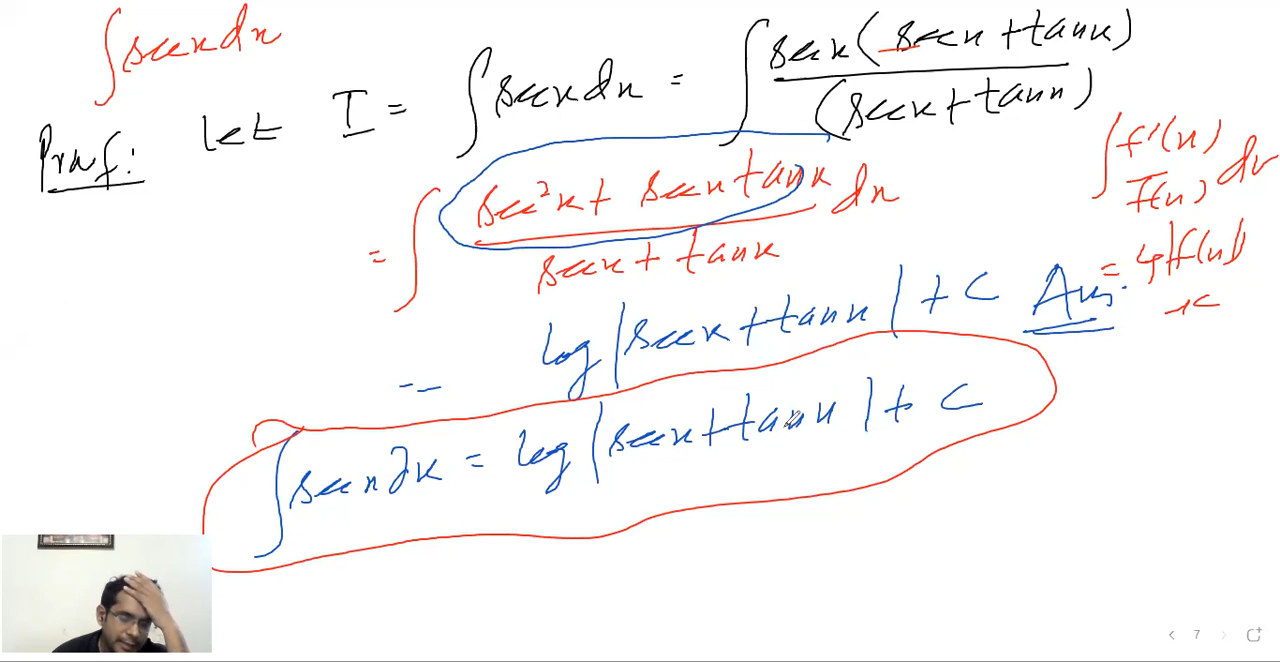 ∫secx dx
Proof: Let I = ∫secx dx = ∫ secx(secx + tanx) / (secx + tanx)
= ∫ (sec²x + secx tanx) / (secx + tanx) dx
∫ f'(x) / f(x) dx
= log|f(x)|
+c
= log|secx + tanx| + C Ans.
∫secx dx = log|secx + tanx| + C
7